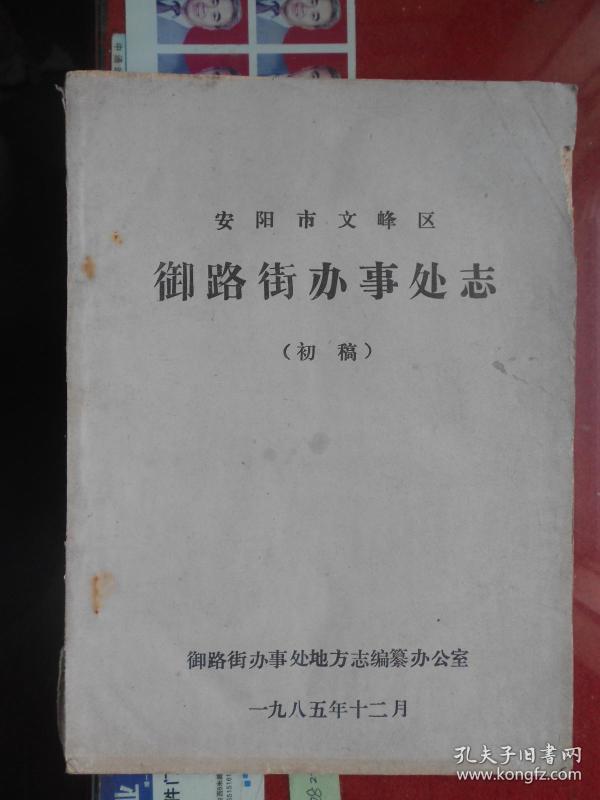 安阳市文峰区
御路街办事处志
（初稿）
御路街办事处地方志编纂办公室
一九八五年十二月
孔夫子旧书网
www.kongfz.com